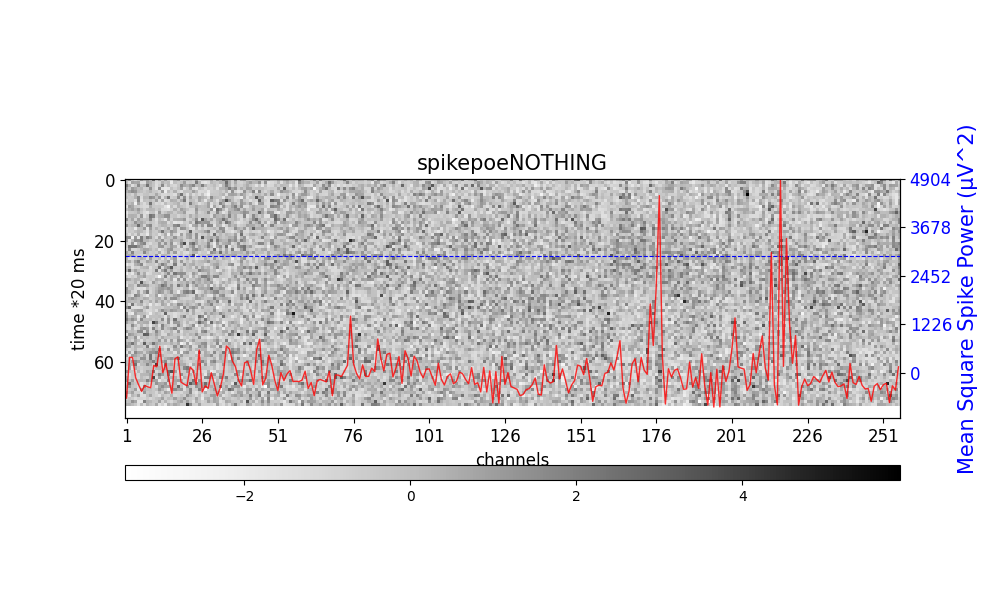 spikepoeNOTHING
0
20
40
60
time *20 ms
4904
3678
2452
1226
0
Mean Square Spike Power (μV^2)
1 26 51 76 101 126 151 176 201 226 251
channels
−2 0 2 4